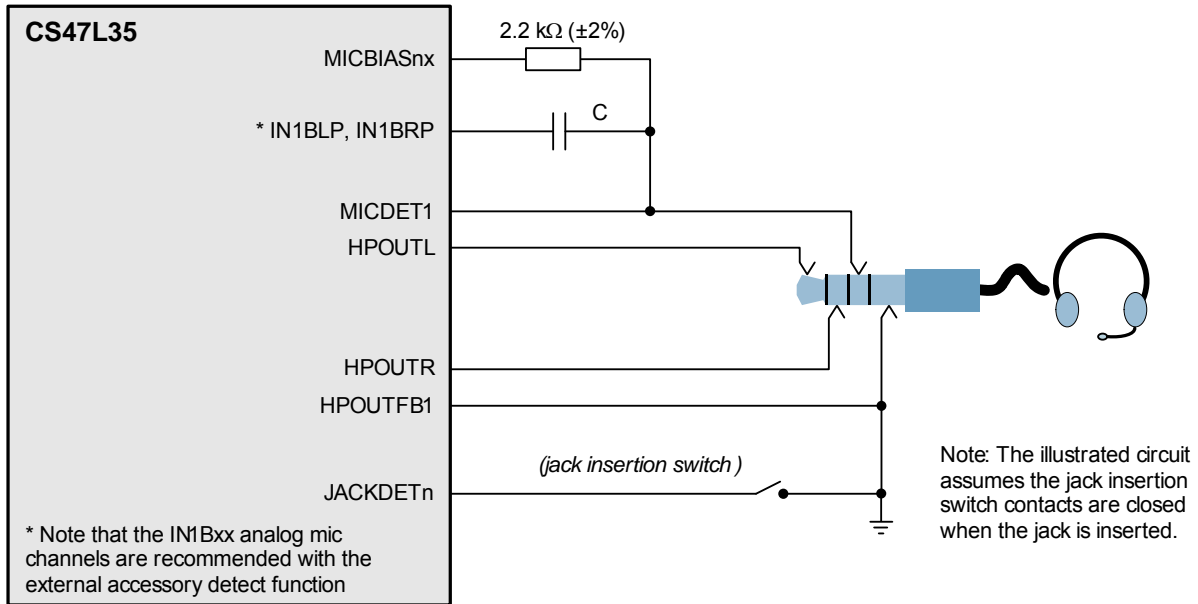 CS47L35
2.2 kΩ (±2%)
MICBIASnx
C
* IN1BLP, IN1BRP
MICDET1
HPOUTL
HPOUTR
HPOUTFB1
(jack insertion switch)
JACKDETn
Note: The illustrated circuit
assumes the jack insertion
switch contacts are closed
when the jack is inserted.
* Note that the IN1Bxx analog mic
channels are recommended with the
external accessory detect function